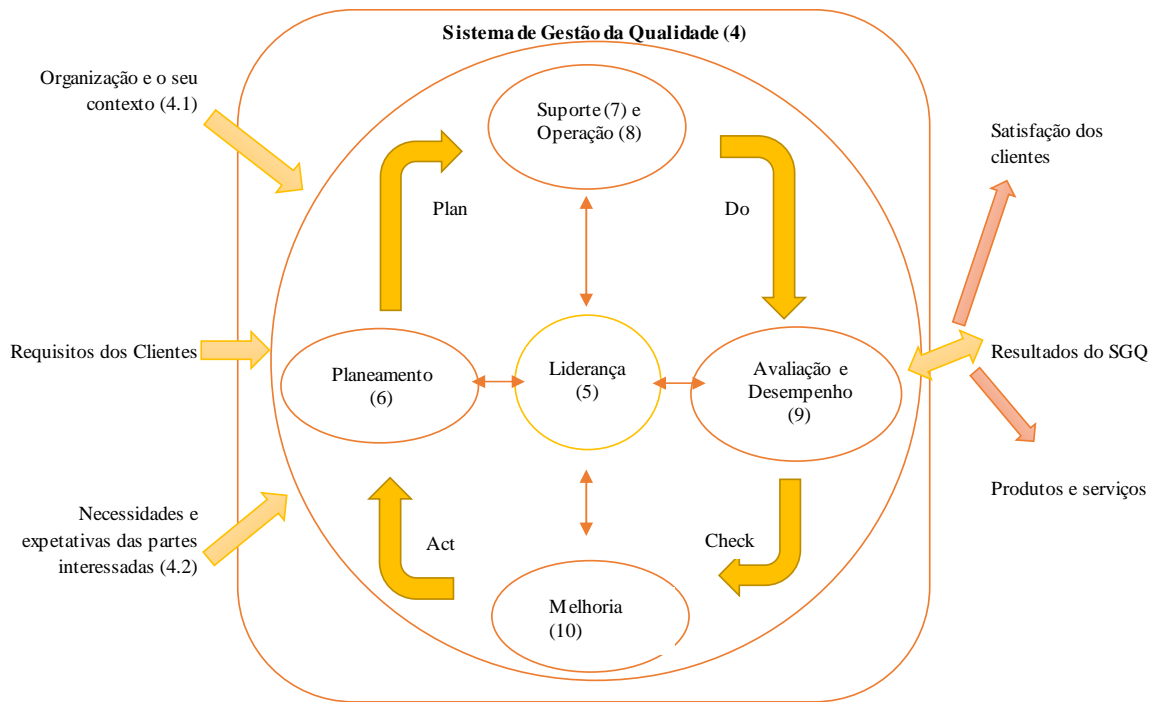 Sistema de Gestão da Qualidade (4)
Organização e o seu
contexto (4.1)
Suporte (7) e
Operação (8)
Satisfação dos
clientes
Plan
Do
Requisitos dos Clientes
Planeamento
(6)
Liderança
(5)
Avaliação e
Desempenho
(9)
Resultados do SGQ
Necessidades e
expetativas das partes
interessadas (4.2)
Act
Check
Produtos e serviços
Melhoria
(10)